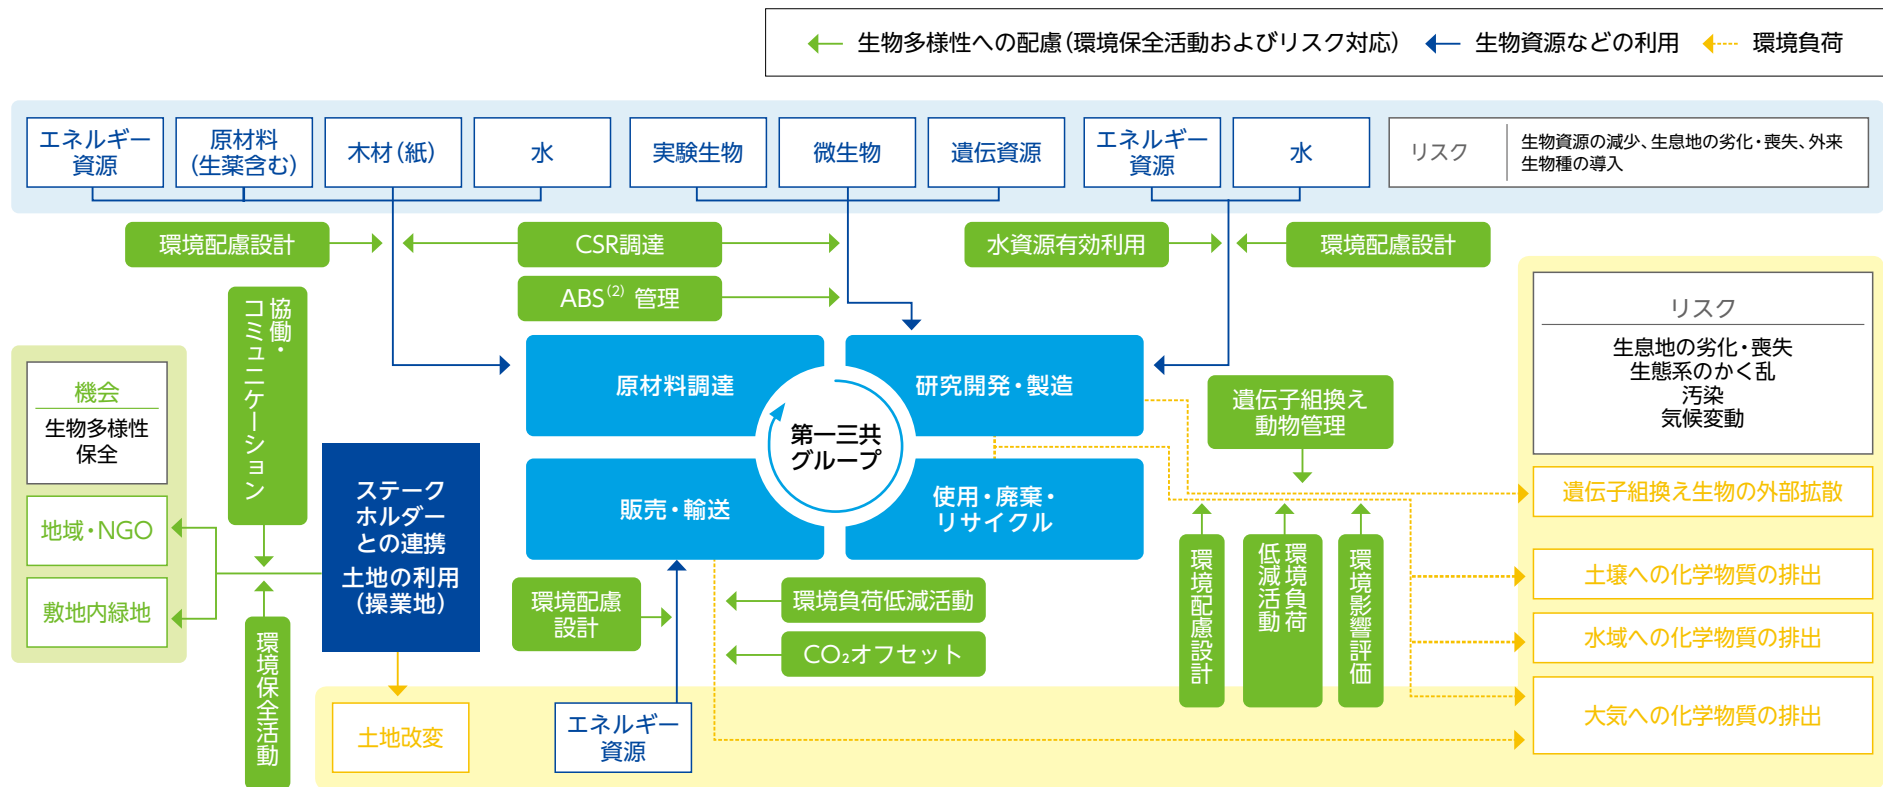 生物多様性への配慮(環境保全活動およびリスク対応)
生物資源などの利用
環境負荷
エネルギー
資源
原材料
(生薬含む)
木材(紙)
水
実験生物
微生物
遺伝資源
エネルギー
資源
水
リスク
生物資源の減少、生息地の劣化・喪失、外来
生物種の導入
環境配慮設計
CSR調達
水資源有効利用
環境配慮設計
ABS(2) 管理
協働・
コミュニケーション
機会
生物多様性
保全
地域・NGO
敷地内緑地
環境保全活動
ステーク
ホルダー
との連携
土地の利用
(操業地)
土地改変
原材料調達
研究開発・製造
第一三共
グループ
販売・輸送
使用・廃棄・
リサイクル
環境配慮
設計
環境負荷低減活動
CO₂オフセット
エネルギー
資源
遺伝子組換え
動物管理
環境配慮設計
環境負荷
低減活動
環境影響評価
リスク
生息地の劣化・喪失
生態系のかく乱
汚染
気候変動
遺伝子組換え生物の外部拡散
土壌への化学物質の排出
水域への化学物質の排出
大気への化学物質の排出